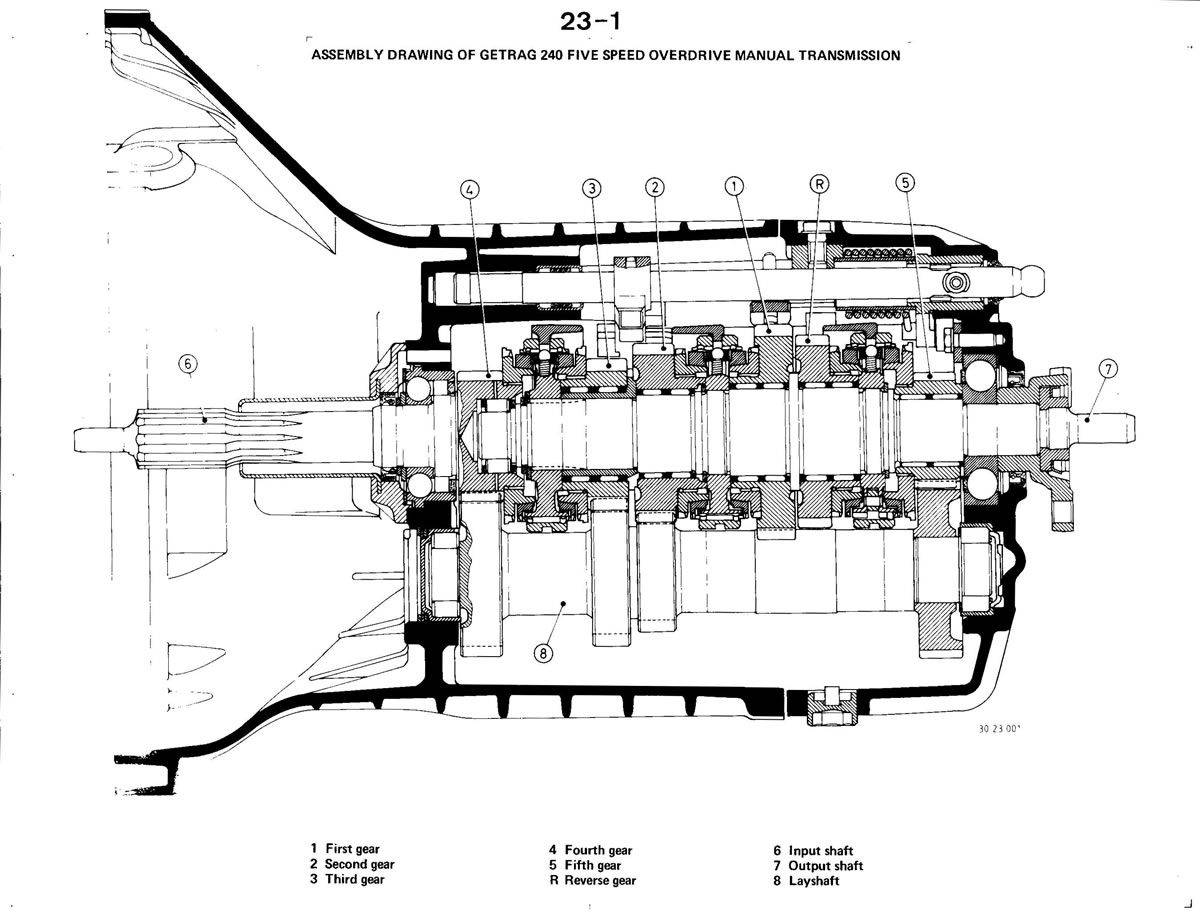 23-1
ASSEMBLY DRAWING OF GETRAG 240 FIVE SPEED OVERDRIVE MANUAL TRANSMISSION
4
3
2
1
R
5
6
7
8
30 23 00
1 First gear
2 Second gear
3 Third gear
4 Fourth gear
5 Fifth gear
R Reverse gear
6 Input shaft
7 Output shaft
8 Layshaft